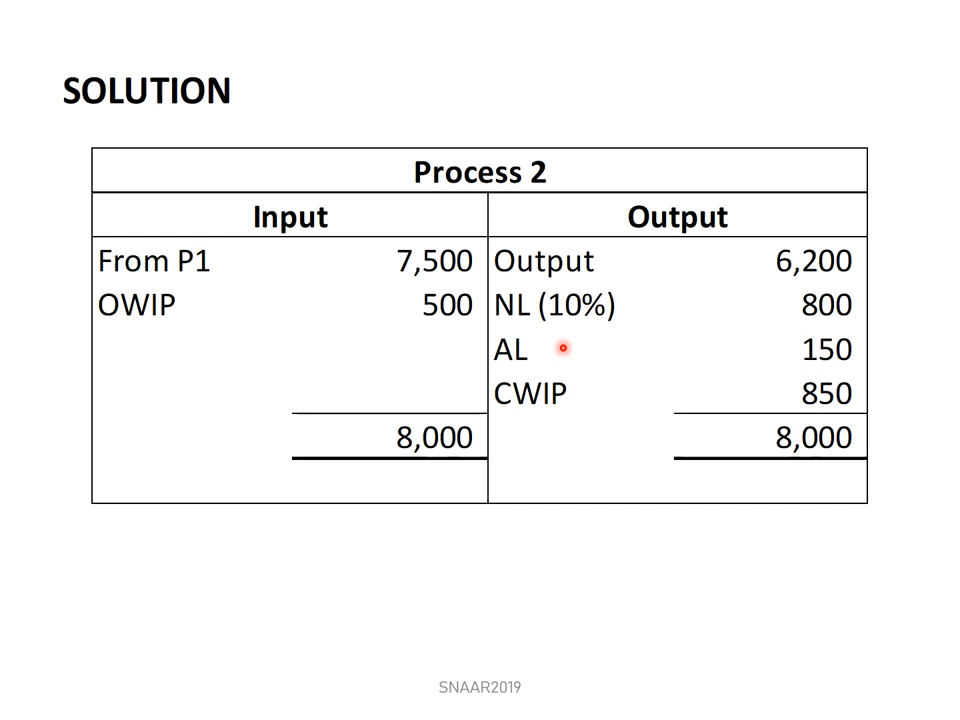 SOLUTION
Process 2
Input Output
From P1 7,500 Output 6,200
OWIP 500 NL (10%) 800
AL 150
CWIP 850
8,000 8,000
SNAAR2019